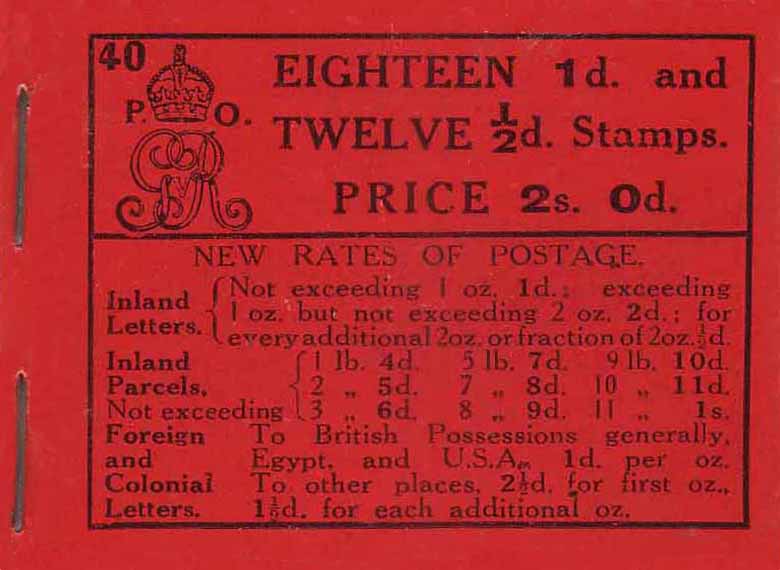 40
P. O.
GvR
EIGHTEEN 1d. and
TWELVE ½d. Stamps.
PRICE 2s. 0d.
NEW RATES OF POSTAGE.
Inland Letters. { Not exceeding 1 oz, 1d.; exceeding
1 oz. but not exceeding 2 oz, 2d.; for
every additional 2oz. or fraction of 2oz. ½d.
Inland { 1 lb. 4d. 5 lb. 7d. 9 lb. 10d.
Parcels, 2 „ 5d. 7 „ 8d. 10 „ 11d.
Not exceeding 3 „ 6d. 8 „ 9d. 11 „ 1s.
Foreign To British Possessions generally,
and Egypt, and U.S.A., 1d. per oz.
Colonial To other places, 2½d. for first oz.,
Letters. 1½d. for each additional oz.